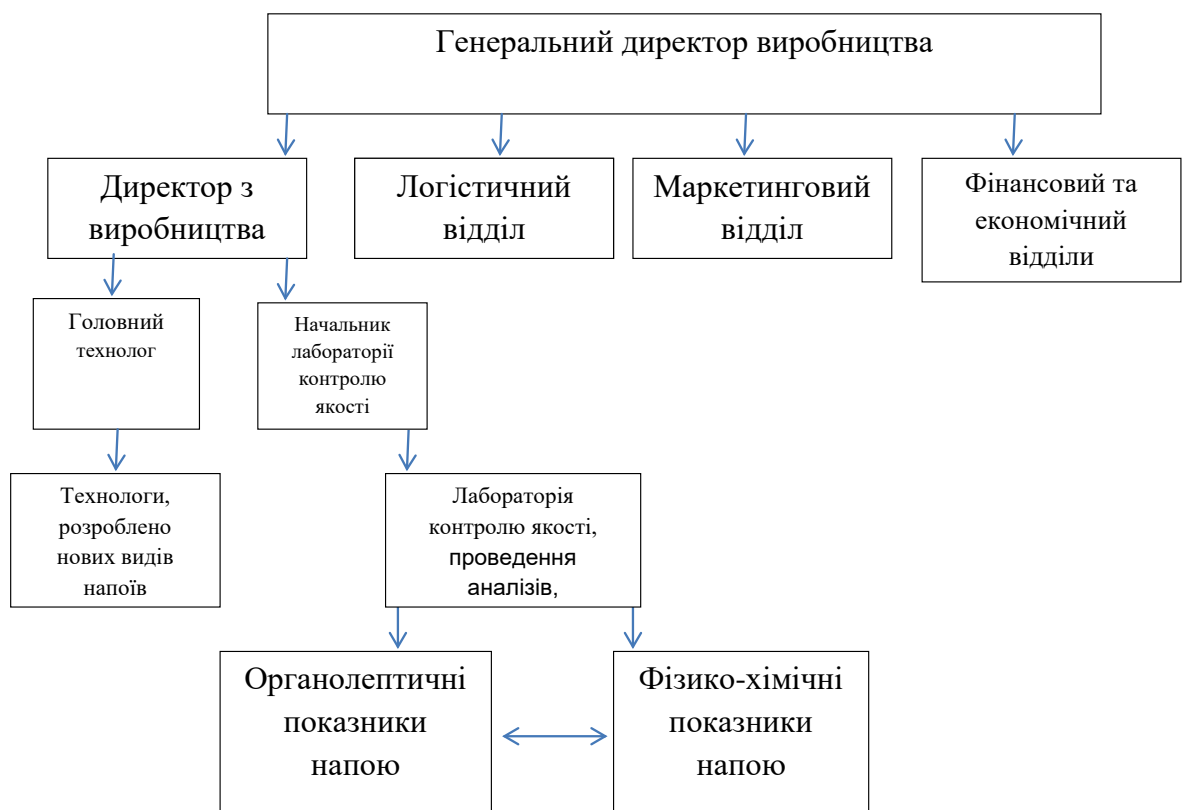 Генеральний директор виробництва
Директор з
виробництва
Логістичний
відділ
Маркетинговий
відділ
Фінансовий та
економічний
відділи
Головний
технолог
Начальник
лабораторії
контролю
якості
Технологи,
розроблено
нових видів
напоїв
Лабораторія
контролю якості,
проведення
аналізів,
Органолептичні
показники
напою
Фізико-хімічні
показники
напою